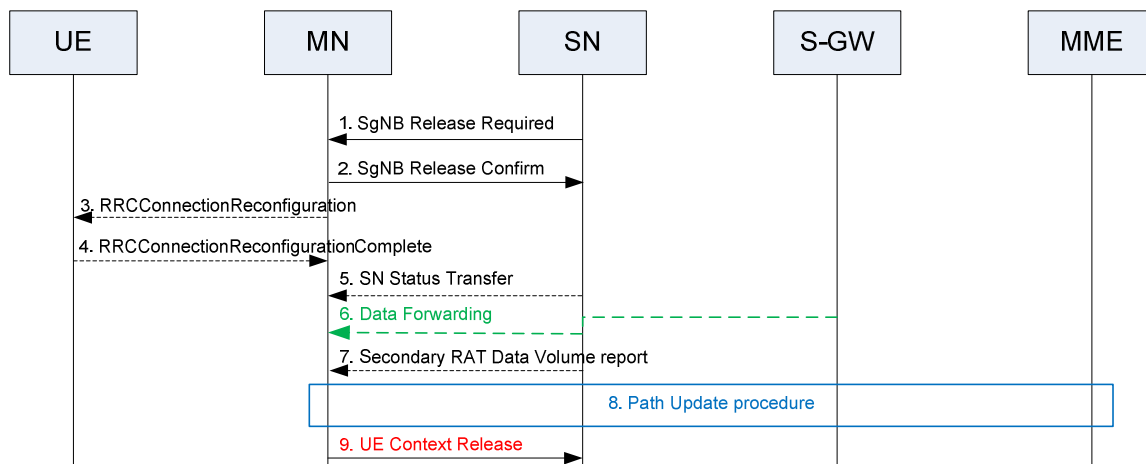 UE
MN
SN
S-GW
MME
1. SgNB Release Required
2. SgNB Release Confirm
3. RRCConnectionReconfiguration
4. RRCConnectionReconfigurationComplete
5. SN Status Transfer
6. Data Forwarding
7. Secondary RAT Data Volume report
8. Path Update procedure
9. UE Context Release